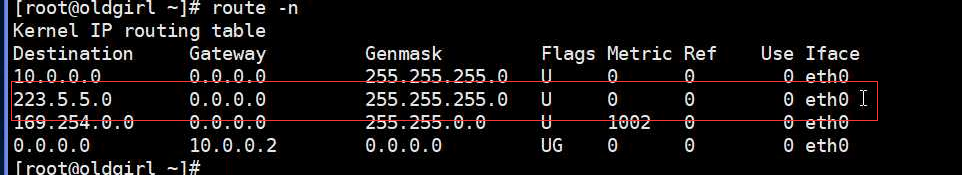 [root@oldgirl ~]# route -n
Kernel IP routing table
Destination     Gateway         Genmask         Flags Metric Ref    Use Iface
10.0.0.0        0.0.0.0         255.255.255.0   U     0      0        0 eth0
223.5.5.0       0.0.0.0         255.255.255.0   U     0      0        0 eth0
169.254.0.0     0.0.0.0         255.255.0.0     U     1002   0        0 eth0
0.0.0.0         10.0.0.2        0.0.0.0         UG    0      0        0 eth0
[root@oldgirl ~]#